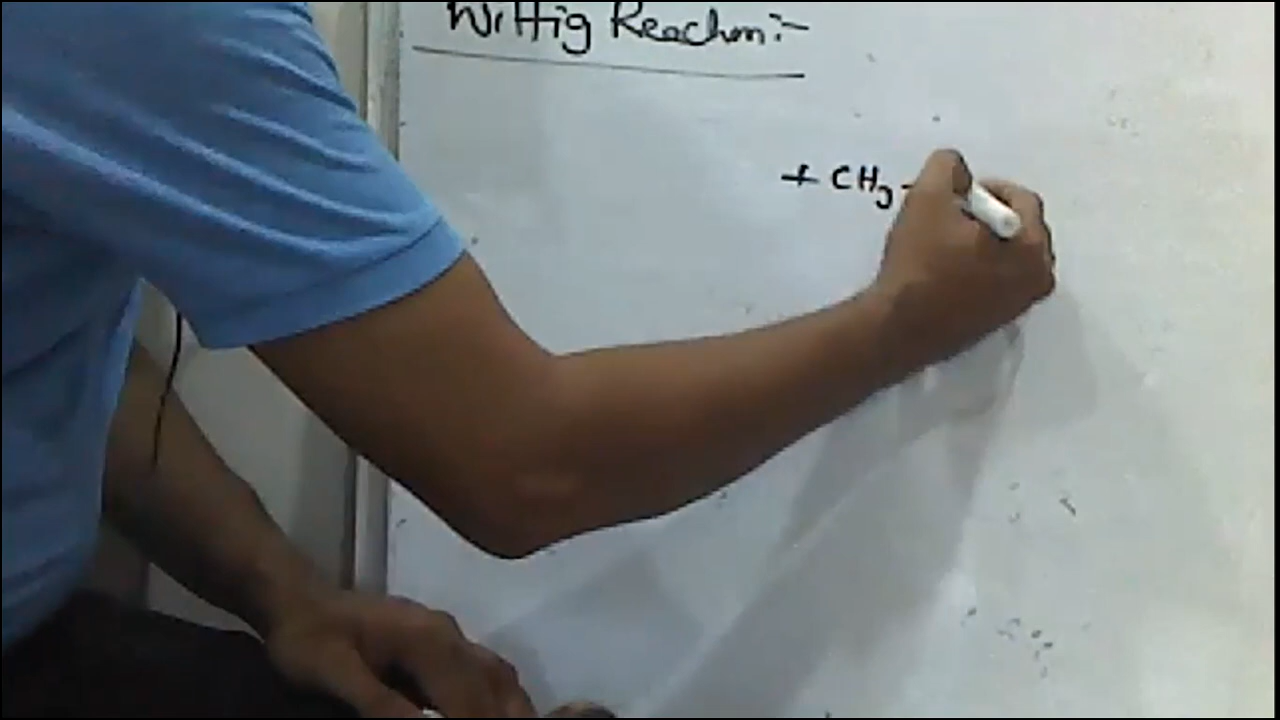 Wittig Reaction:-
+ CH3 -